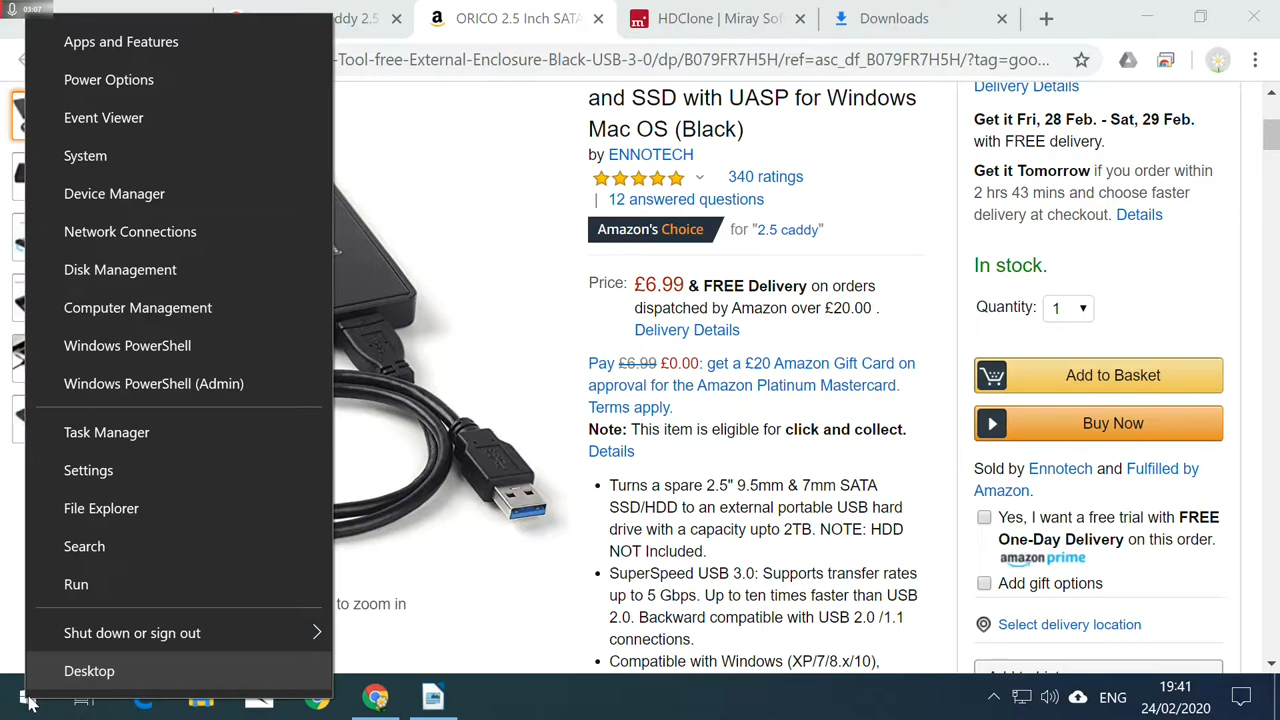 03:07
Apps and Features
Power Options
Event Viewer
System
Device Manager
Network Connections
Disk Management
Computer Management
Windows PowerShell
Windows PowerShell (Admin)
Task Manager
Settings
File Explorer
Search
Run
Shut down or sign out
Desktop
addy 2.5
ORICO 2.5 Inch SATA
HDClone | Miray Sof
Downloads
-Tool-free-External-Enclosure-Black-USB-3-0/dp/B079FR7H5H/ref=asc_df_B079FR7H5H/?tag=goo...
and SSD with UASP for Windows
Mac OS (Black)
by ENNOTECH
340 ratings
| 12 answered questions
Amazon's Choice for "2.5 caddy"
Price: £6.99 & FREE Delivery on orders
dispatched by Amazon over £20.00 .
Delivery Details
Pay £6.99 £0.00: get a £20 Amazon Gift Card on
approval for the Amazon Platinum Mastercard.
Terms apply.
Note: This item is eligible for click and collect.
Details
• Turns a spare 2.5" 9.5mm & 7mm SATA
SSD/HDD to an external portable USB hard
drive with a capacity upto 2TB. NOTE: HDD
NOT Included.
• SuperSpeed USB 3.0: Supports transfer rates
up to 5 Gbps. Up to ten times faster than USB
2.0. Backward compatible with USB 2.0 /1.1
connections.
• Compatible with Windows (XP/7/8.x/10),
to zoom in
Delivery Details
Get it Fri, 28 Feb. - Sat, 29 Feb.
with FREE delivery.
Get it Tomorrow if you order within
2 hrs 43 mins and choose faster
delivery at checkout. Details
In stock.
Quantity: 1
Add to Basket
Buy Now
Sold by Ennotech and Fulfilled by
Amazon.
Yes, I want a free trial with FREE
One-Day Delivery on this order.
amazon prime
Add gift options
Select delivery location
ENG
19:41
24/02/2020